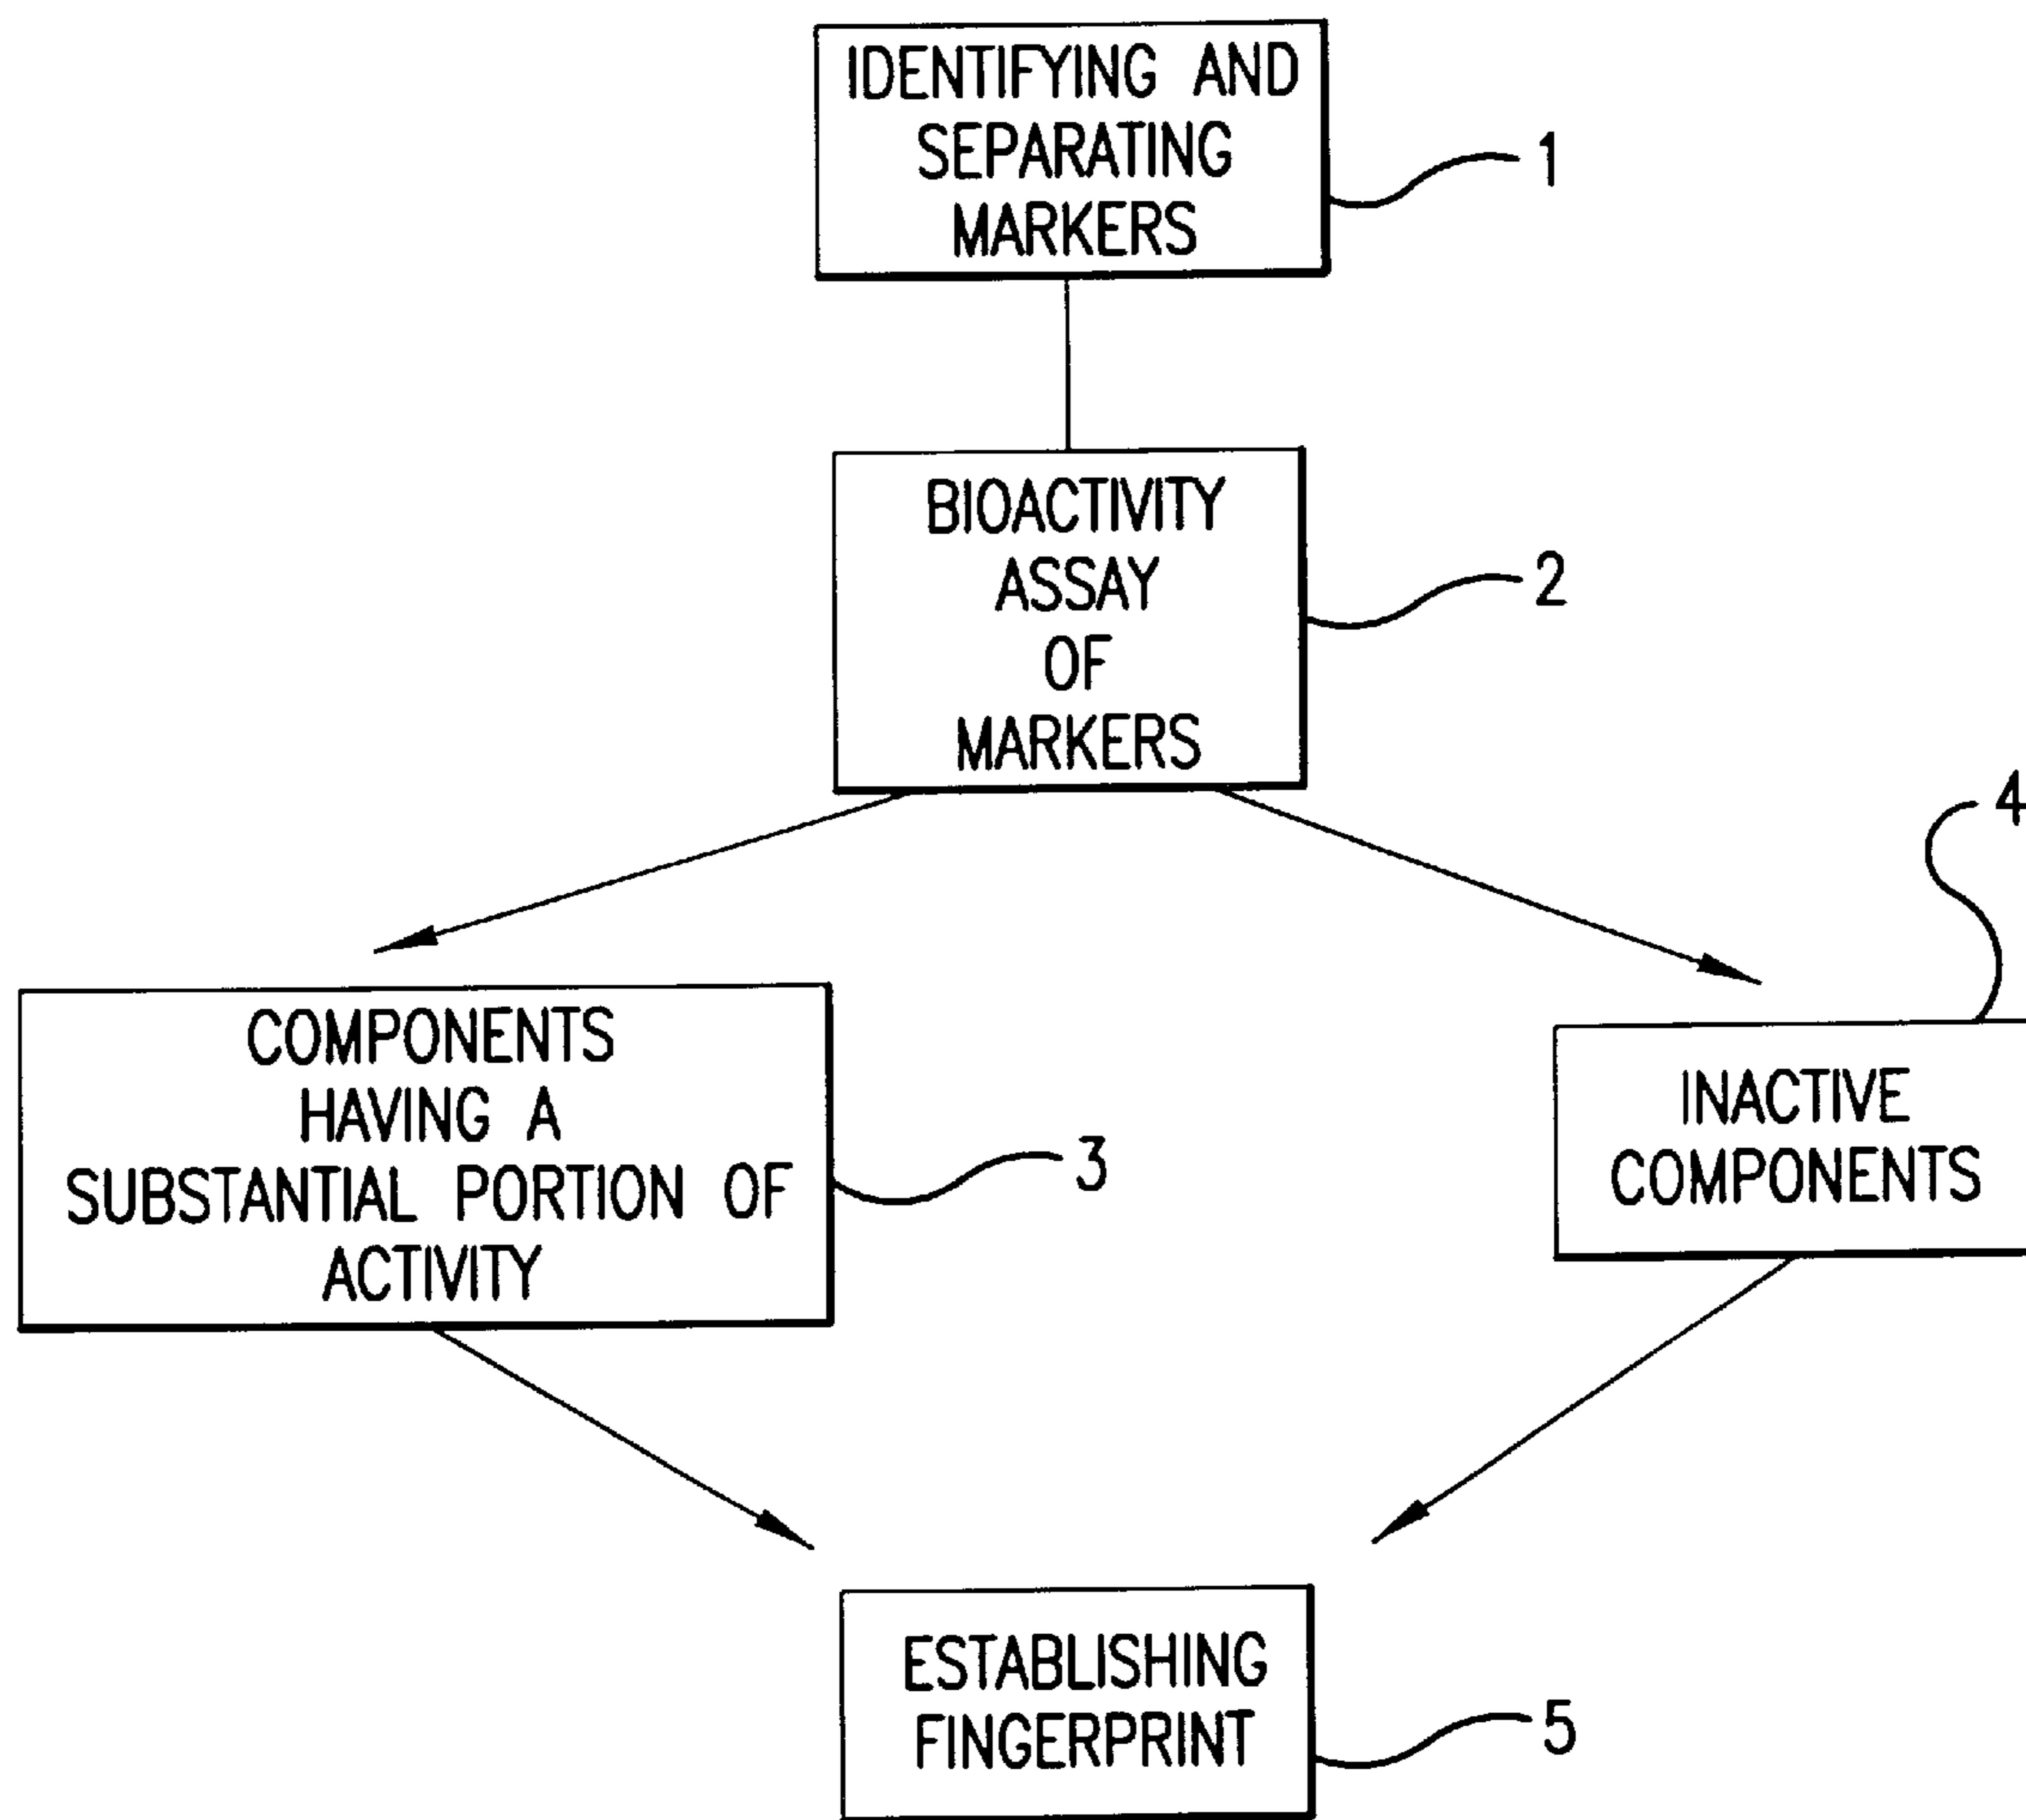 IDENTIFYING AND
SEPARATING
MARKERS
1
BIOACTIVITY
ASSAY
OF
MARKERS
2
4
COMPONENTS
HAVING A
SUBSTANTIAL PORTION OF
ACTIVITY
3
INACTIVE
COMPONENTS
ESTABLISHING
FINGERPRINT
5